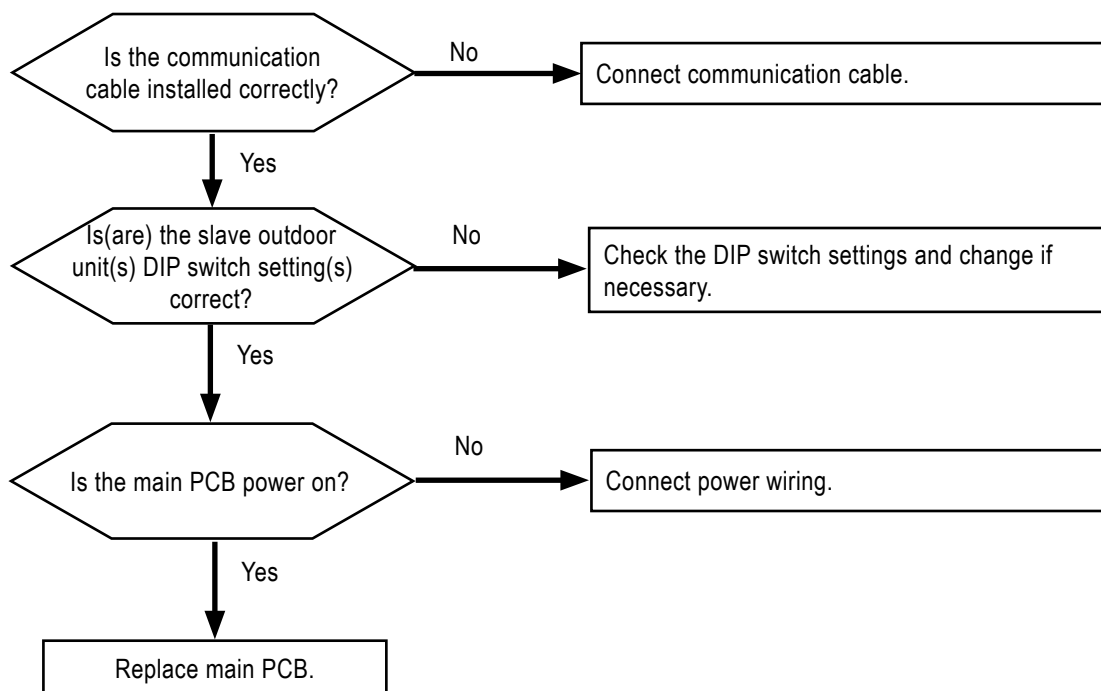 Is the communication
cable installed correctly?
No
Connect communication cable.
Yes
Is(are) the slave outdoor
unit(s) DIP switch setting(s)
correct?
No
Check the DIP switch settings and change if
necessary.
Yes
Is the main PCB power on?
No
Connect power wiring.
Yes
Replace main PCB.